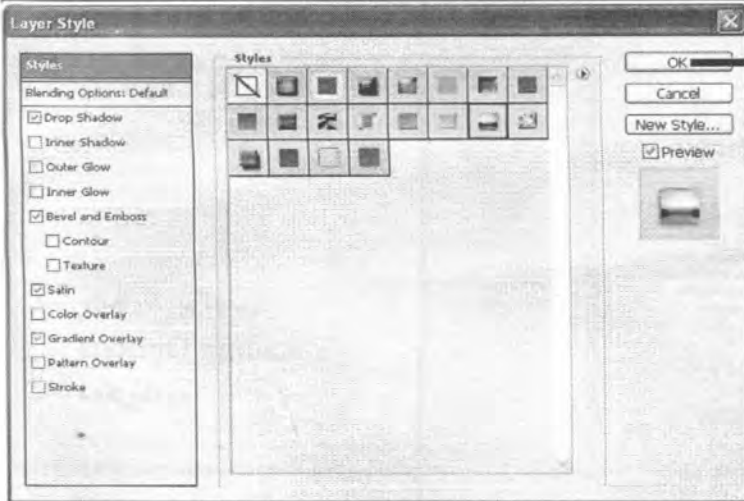 Layer Style
Styles
Blending Options: Default
Drop Shadow
Inner Shadow
Outer Glow
Inner Glow
Bevel and Emboss
Contour
Texture
Satin
Color Overlay
Gradient Overlay
Pattern Overlay
Stroke
Styles
OK
Cancel
New Style...
Preview